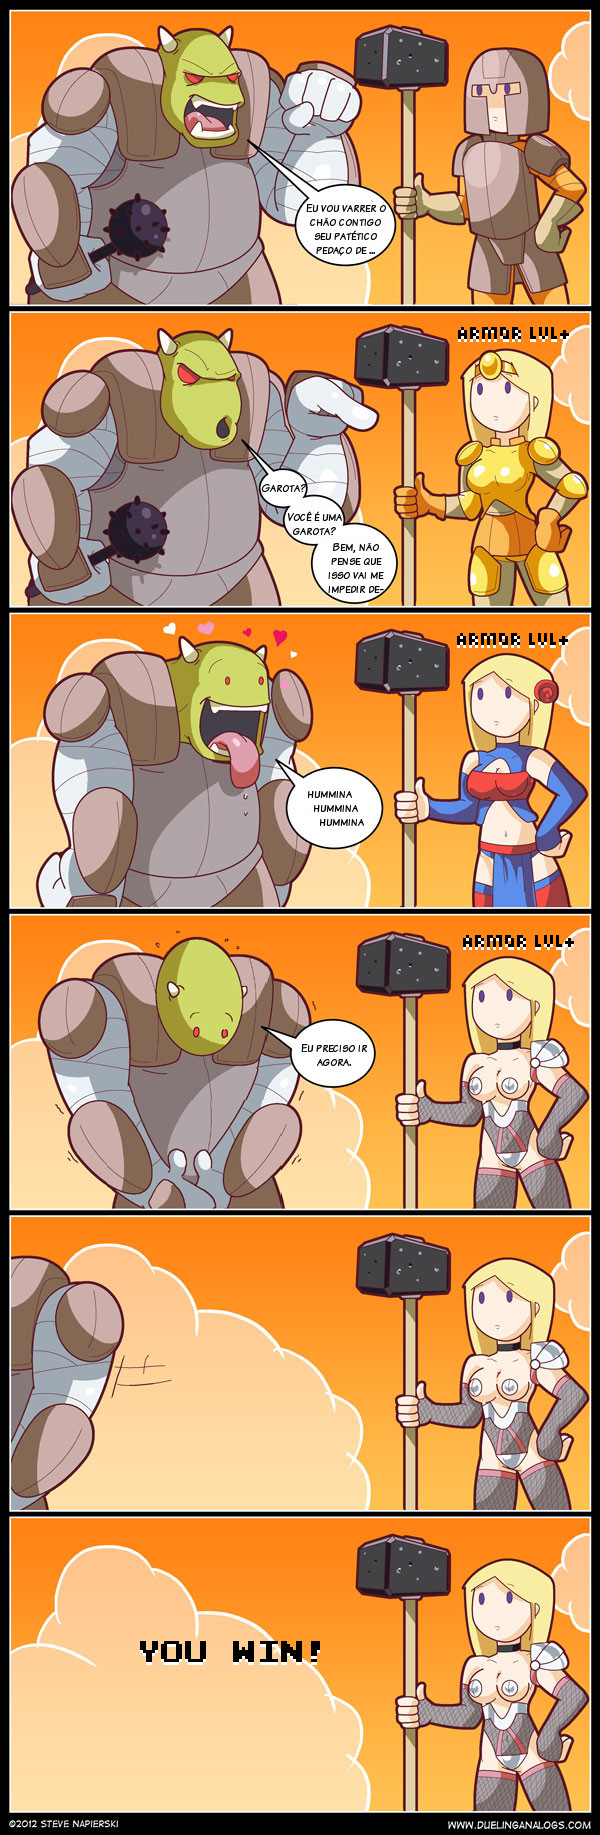 Eu vou varrer o
chão contigo
seu patético
pedaço de ...
ARMOR LVL+
Garota?
Você é uma
garota?
Bem, não
pense que
isso vai me
impedir de-
ARMOR LVL+
hummina
hummina
hummina
ARMOR LVL+
Eu preciso ir
agora.
YOU WIN!
©2012 STEVE NAPIERSKI
WWW.DUELINGANALOGS.COM